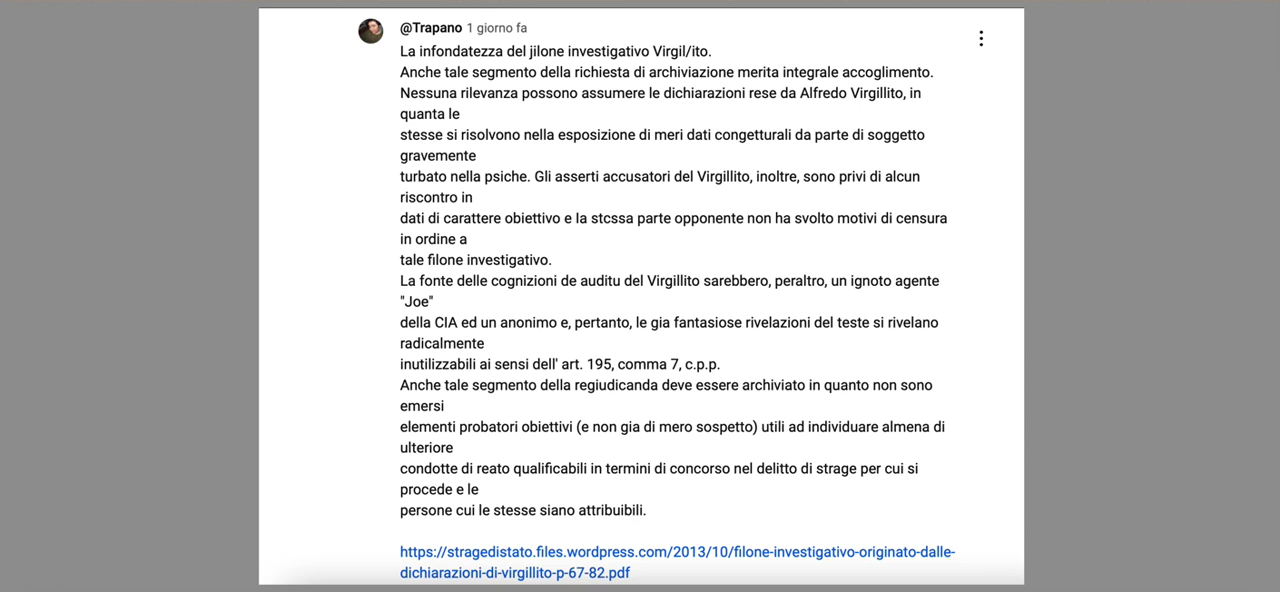 @Trapano 1 giorno fa
La infondatezza del jilone investigativo Virgil/ito.
Anche tale segmento della richiesta di archiviazione merita integrale accoglimento.
Nessuna rilevanza possono assumere le dichiarazioni rese da Alfredo Virgillito, in
quanta le
stesse si risolvono nella esposizione di meri dati congetturali da parte di soggetto
gravemente
turbato nella psiche. Gli asserti accusatori del Virgillito, inoltre, sono privi di alcun
riscontro in
dati di carattere obiettivo e Ia stcssa parte opponente non ha svolto motivi di censura
in ordine a
tale filone investigativo.
La fonte delle cognizioni de auditu del Virgillito sarebbero, peraltro, un ignoto agente
"Joe"
della CIA ed un anonimo e, pertanto, le gia fantasiose rivelazioni del teste si rivelano
radicalmente
inutilizzabili ai sensi dell' art. 195, comma 7, c.p.p.
Anche tale segmento della regiudicanda deve essere archiviato in quanto non sono
emersi
elementi probatori obiettivi (e non gia di mero sospetto) utili ad individuare almena di
ulteriore
condotte di reato qualificabili in termini di concorso nel delitto di strage per cui si
procede e le
persone cui le stesse siano attribuibili.
https://stragedistato.files.wordpress.com/2013/10/filone-investigativo-originato-dalle-
dichiarazioni-di-virgillito-p-67-82.pdf